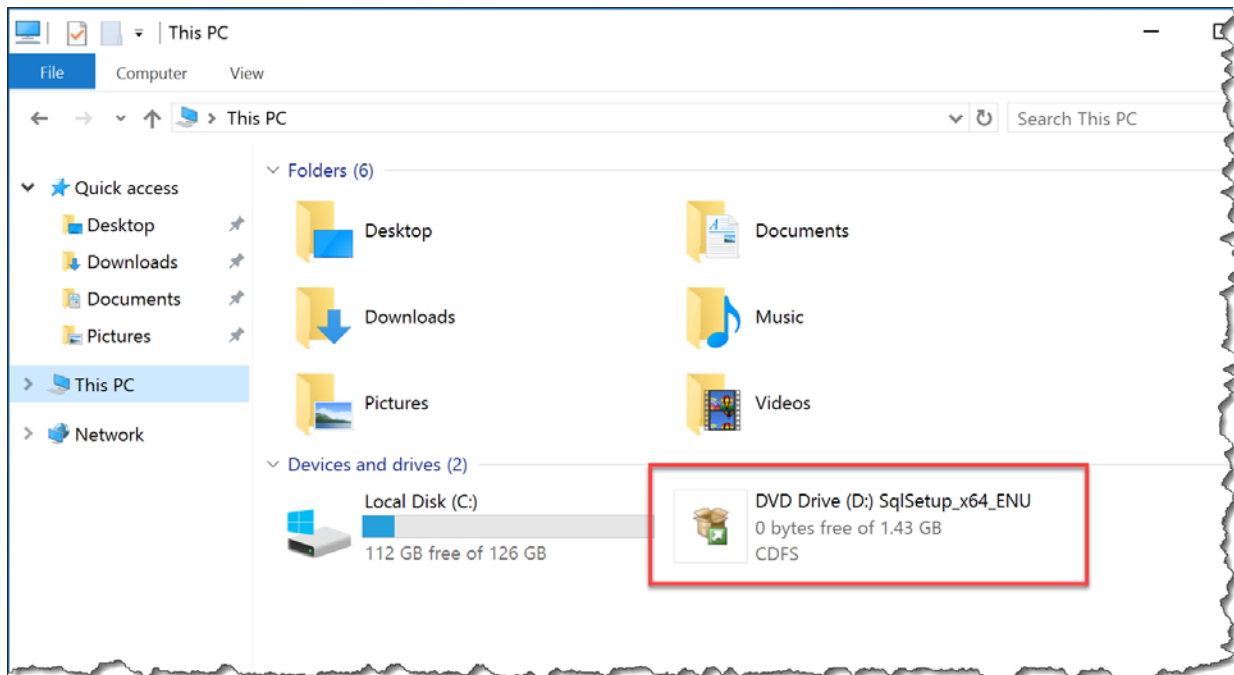 This PC
File Computer View
This PC
Search This PC
Quick access
Desktop
Downloads
Documents
Pictures
This PC
Network
Folders (6)
Desktop
Documents
Downloads
Music
Pictures
Videos
Devices and drives (2)
Local Disk (C:)
112 GB free of 126 GB
DVD Drive (D:) SqlSetup_x64_ENU
0 bytes free of 1.43 GB
CDFS